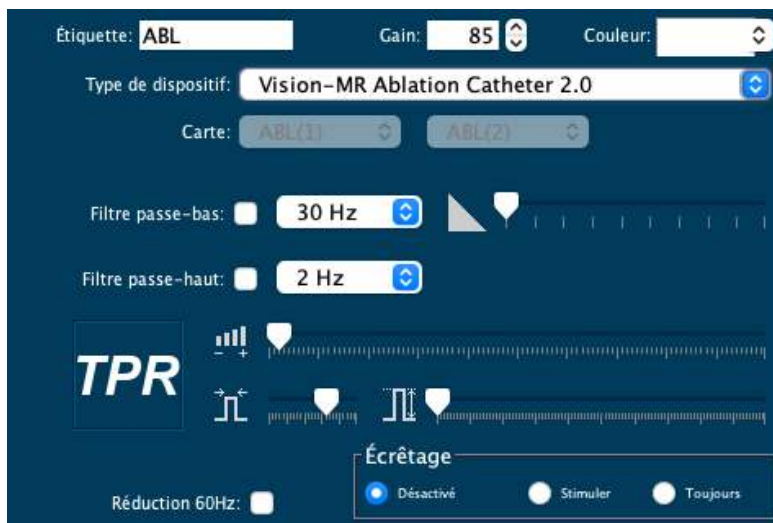 Étiquette: ABL Gain: 85 Couleur:
Type de dispositif: Vision-MR Ablation Catheter 2.0
Carte: ABL(1) ABL(2)
Filtre passe-bas: 30 Hz
Filtre passe-haut: 2 Hz
- +
TPR
Écrêtage
Réduction 60Hz: Désactivé Stimuler Toujours